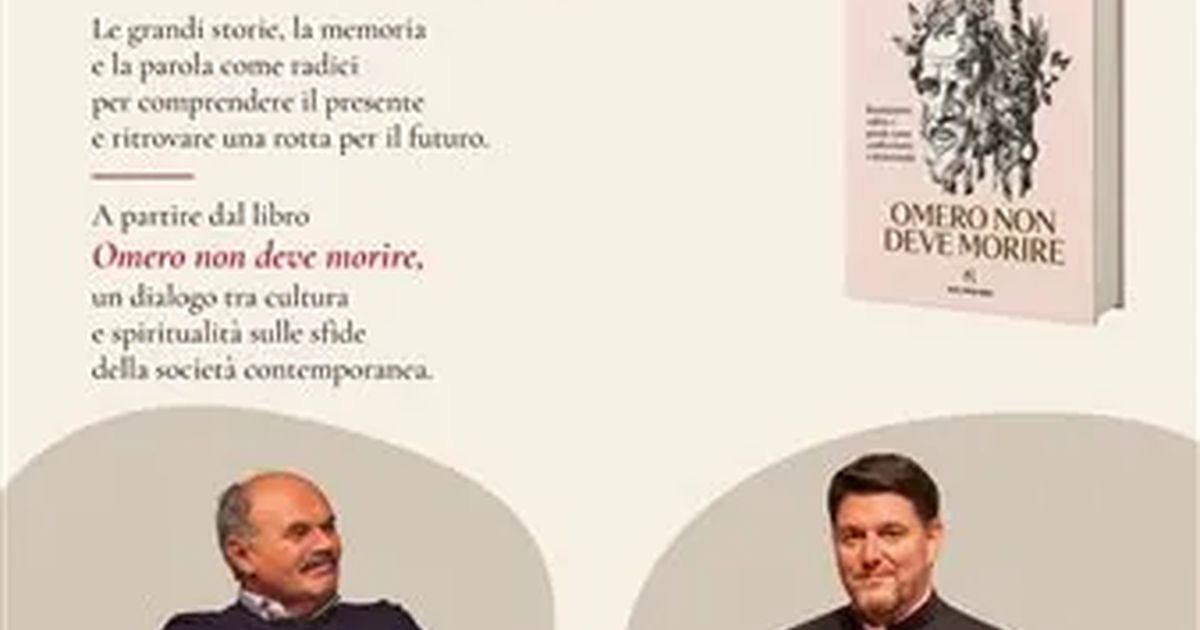 Le grandi storie, la memoria
e la parola come radici
per comprendere il presente
e ritrovare una rotta per il futuro.
A partire dal libro
Omero non deve morire,
un dialogo tra cultura
e spiritualità sulle sfide
della società contemporanea.
OMERO NON
DEVE MORIRE